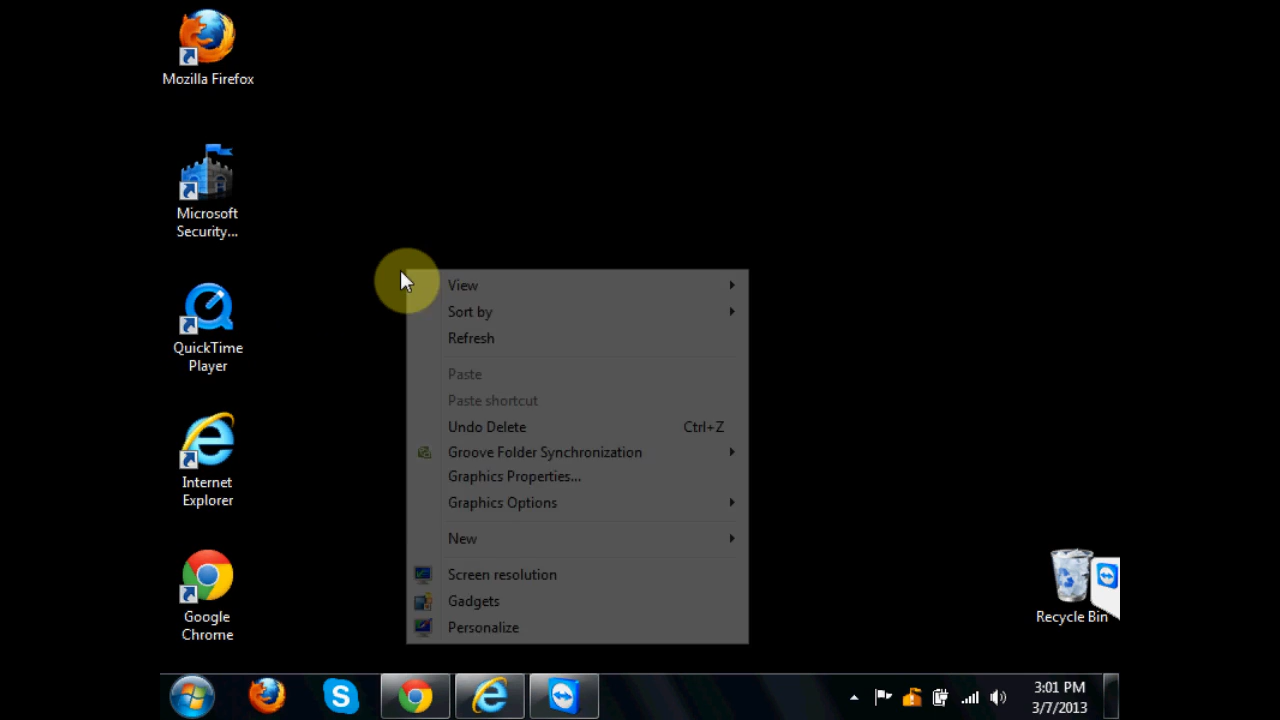 Mozilla Firefox
Microsoft
Security...
QuickTime
Player
Internet
Explorer
Google
Chrome
View
Sort by
Refresh
Paste
Paste shortcut
Undo Delete Ctrl+Z
Groove Folder Synchronization
Graphics Properties...
Graphics Options
New
Screen resolution
Gadgets
Personalize
Recycle Bin
S
3:01 PM
3/7/2013